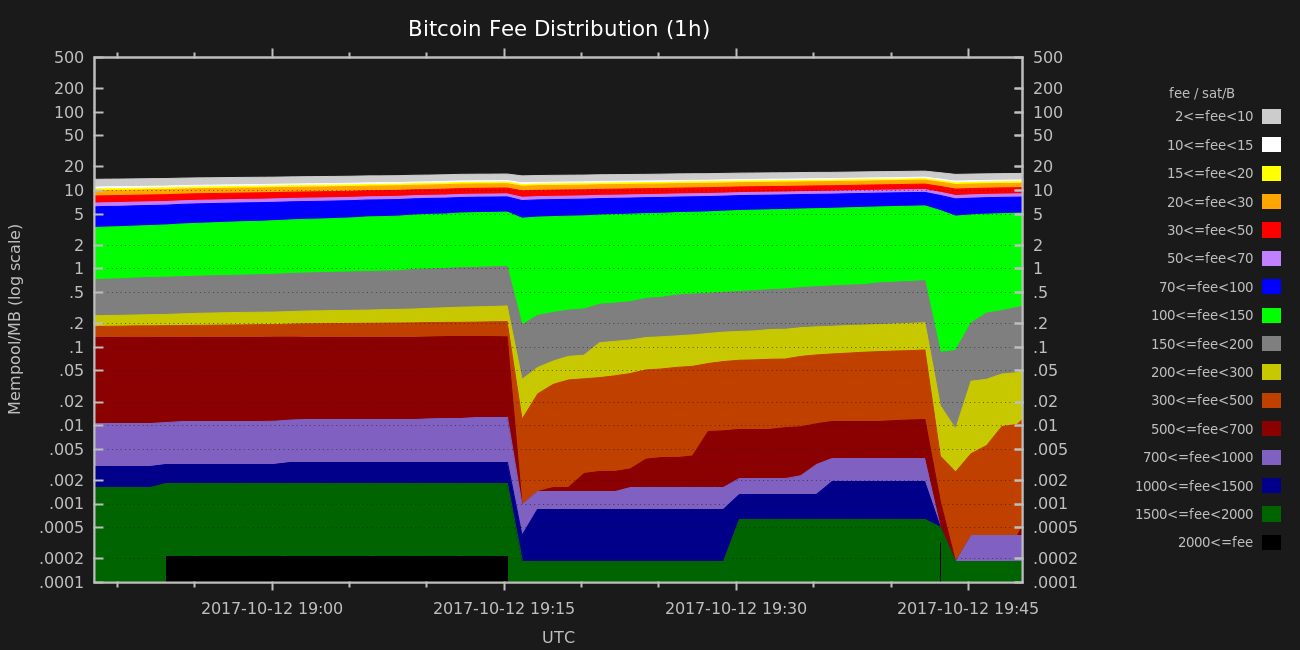 Bitcoin Fee Distribution (1h)
500 500
200 200
100 100
50 50
20 20
10 10
5 5
2 2
1 1
.5 .5
.2 .2
.1 .1
.05 .05
.02 .02
.01 .01
.005 .005
.002 .002
.001 .001
.0005 .0005
.0002 .0002
.0001 .0001
Mempool/MB (log scale)
2017-10-12 19:00 2017-10-12 19:15 2017-10-12 19:30 2017-10-12 19:45
UTC
fee / sat/B
2<=fee<10
10<=fee<15
15<=fee<20
20<=fee<30
30<=fee<50
50<=fee<70
70<=fee<100
100<=fee<150
150<=fee<200
200<=fee<300
300<=fee<500
500<=fee<700
700<=fee<1000
1000<=fee<1500
1500<=fee<2000
2000<=fee